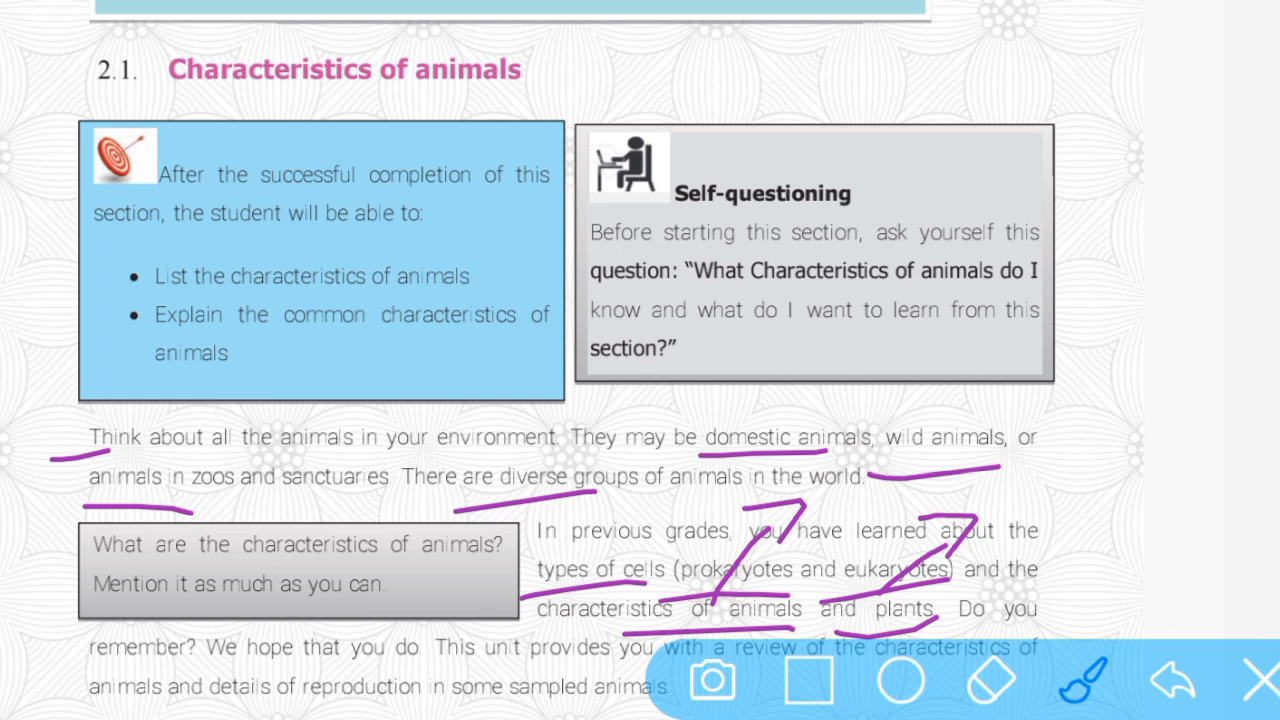 2.1. Characteristics of animals
After the successful completion of this
section, the student will be able to:
• List the characteristics of animals
• Explain the common characteristics of
animals
Self-questioning
Before starting this section, ask yourself this
question: “What Characteristics of animals do I
know and what do I want to learn from this
section?”
Think about all the animals in your environment. They may be domestic animals, wild animals, or
animals in zoos and sanctuaries. There are diverse groups of animals in the world.
What are the characteristics of animals?
Mention it as much as you can.
In previous grades, you have learned about the
types of cells (prokaryotes and eukaryotes) and the
characteristics of animals and plants. Do you
remember? We hope that you do. This unit provides you with a review of the characteristics of
animals and details of reproduction in some sampled animals.